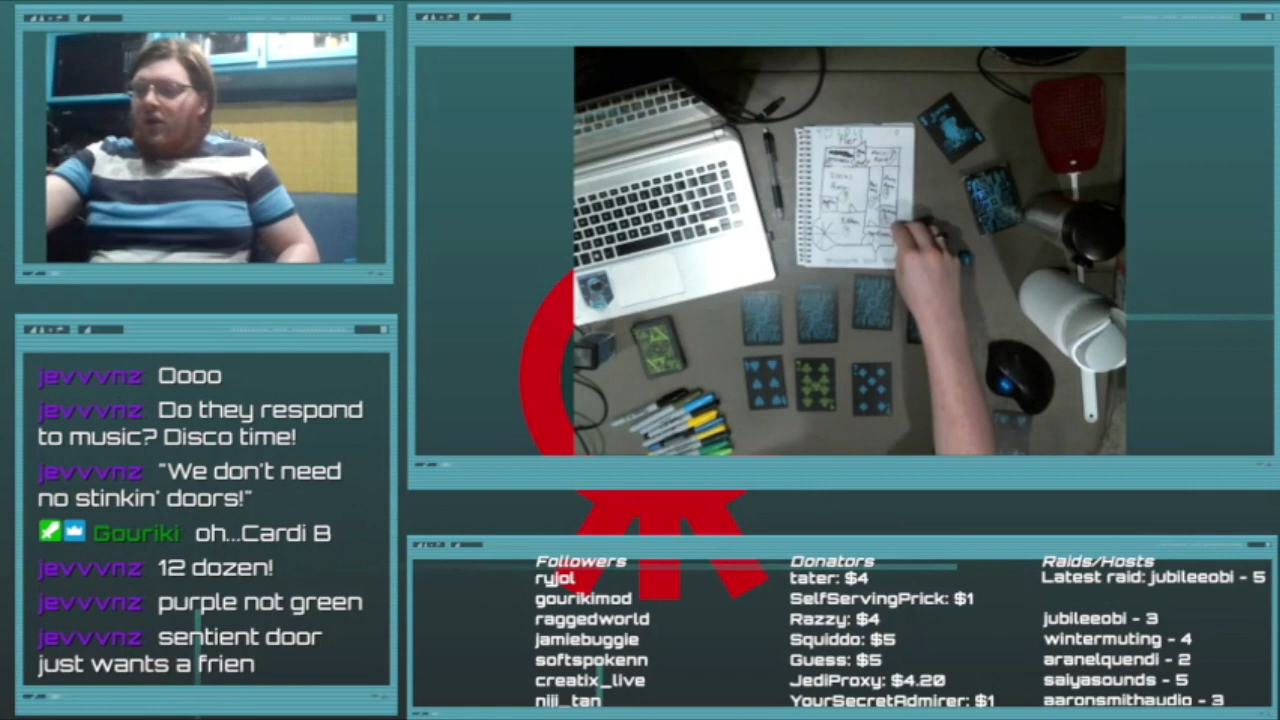 jevvvnz Oooo
jevvvnz Do they respond
to music? Disco time!
jevvvnz "We don't need
no stinkin' doors!"
Gouriki oh...Cardi B
jevvvnz 12 dozen!
jevvvnz purple not green
jevvvnz sentient door
just wants a frien
Followers
ryjol
gourikimod
raggedworld
jamiebuggie
softspokenn
creatix_live
niji_tan
Donators
tater: $4
SelfServingPrick: $1
Razzy: $4
Squiddo: $5
Guess: $5
JediProxy: $4.20
YourSecretAdmirer: $1
Raids/Hosts
Latest raid: jubileeobi - 5
jubileeobi - 3
wintermuting - 4
aranelquendi - 2
saiyasounds - 5
aaronsmithaudio - 3